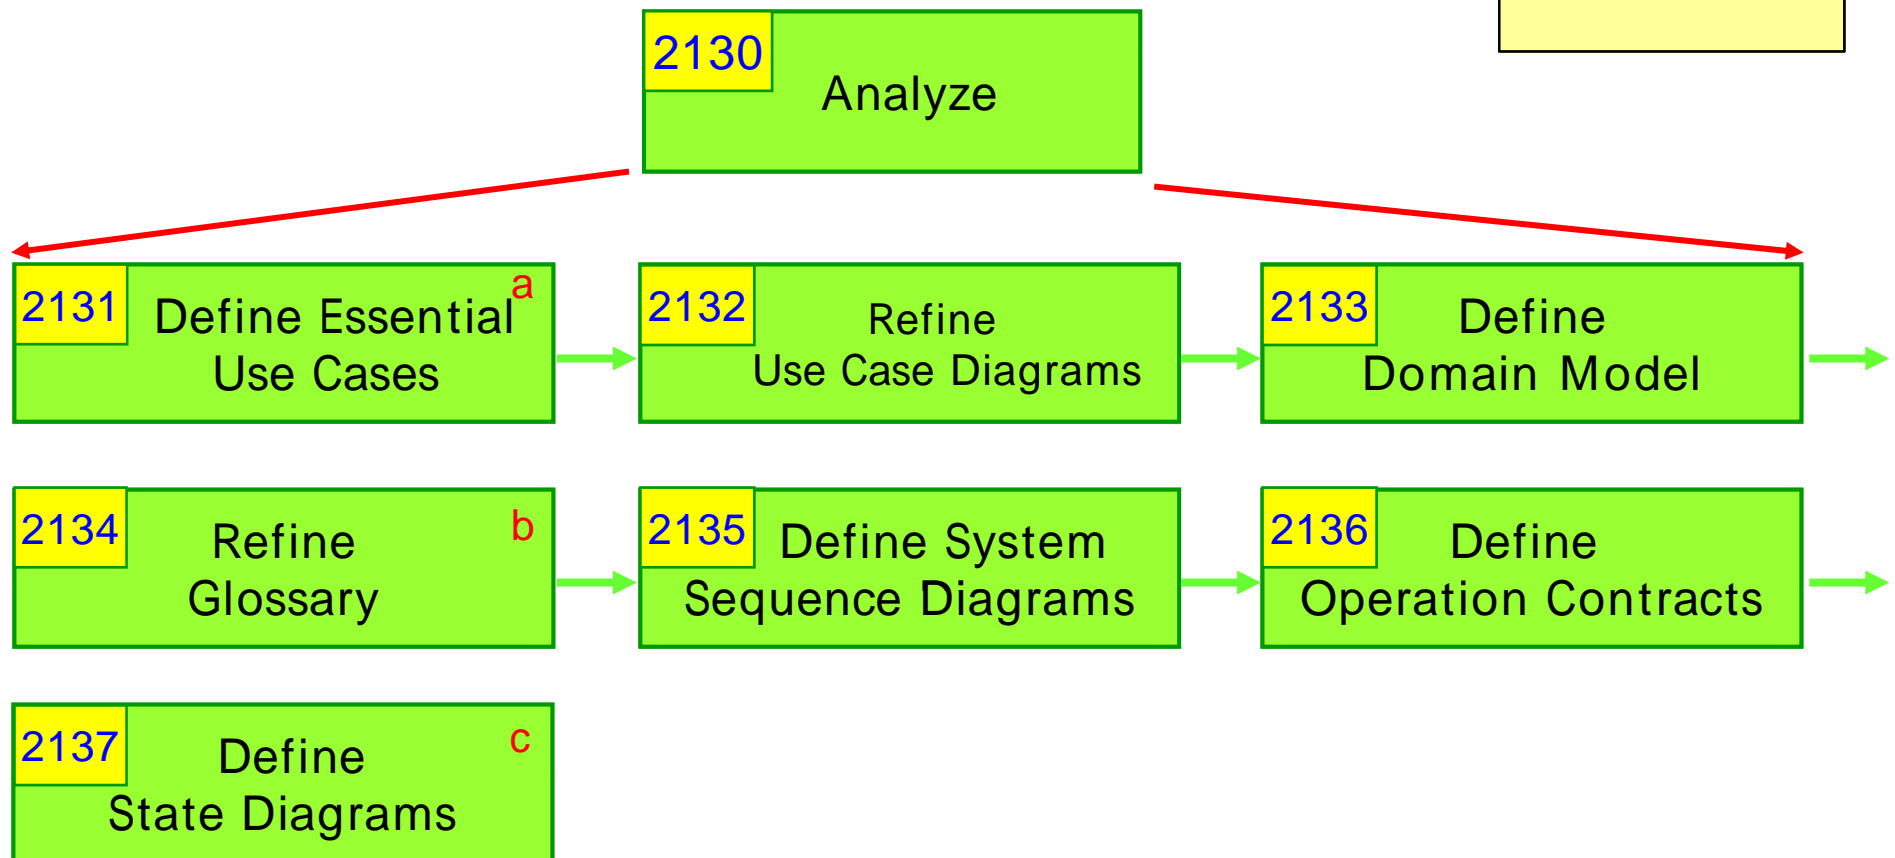 2130
Analyze
2131
Define Essential
a
Use Cases
2132
Refine
Use Case Diagrams
2133
Define
Domain Model
2134
Refine
b
Glossary
2135
Define System
Sequence Diagrams
2136
Define
Operation Contracts
2137
Define
c
State Diagrams